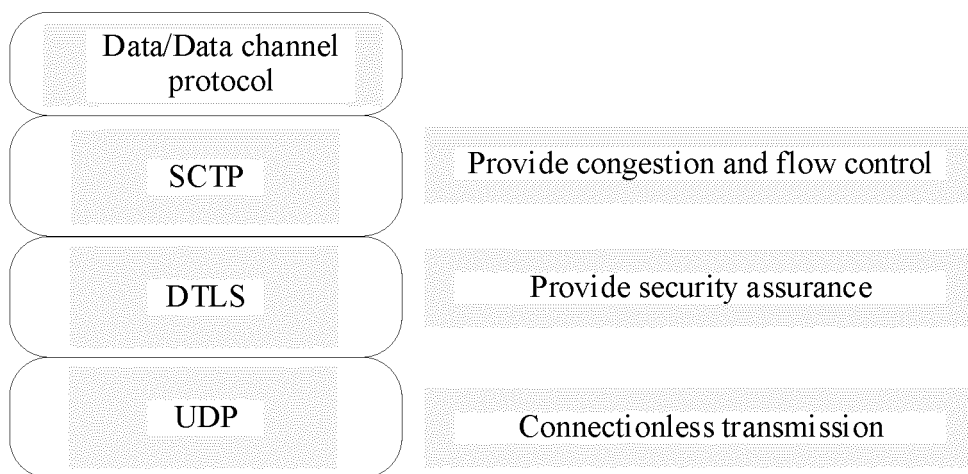 Data/Data channel
protocol
SCTP
Provide congestion and flow control
DTLS
Provide security assurance
UDP
Connectionless transmission